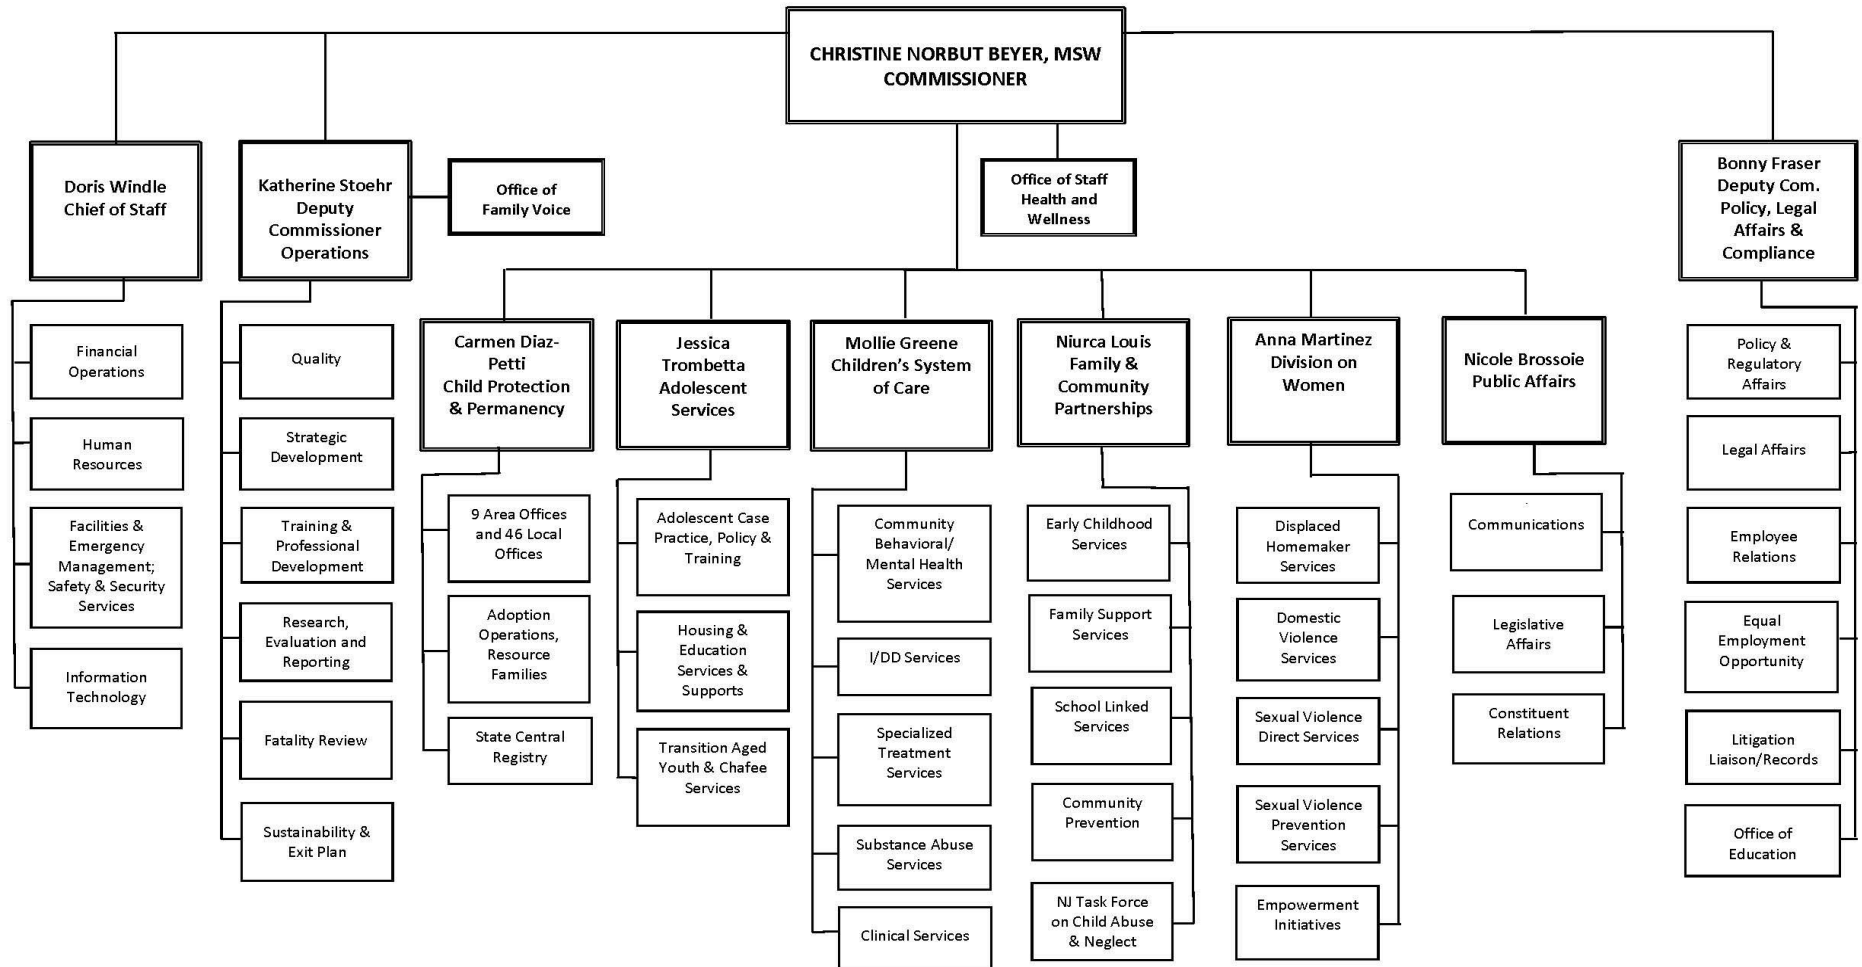 CHRISTINE NORBUT BEYER, MSW
COMMISSIONER
Doris Windle
Chief of Staff
Katherine Stoehr
Deputy
Commissioner
Operations
Office of
Family Voice
Office of Staff
Health and
Wellness
Bonny Fraser
Deputy Com.
Policy, Legal
Affairs &
Compliance
Financial
Operations
Human
Resources
Facilities &
Emergency
Management;
Safety & Security
Services
Information
Technology
Quality
Strategic
Development
Training &
Professional
Development
Research,
Evaluation and
Reporting
Fatality Review
Sustainability &
Exit Plan
Carmen Diaz-
Petti
Child Protection
& Permanency
9 Area Offices
and 46 Local
Offices
Adoption
Operations,
Resource
Families
State Central
Registry
Jessica
Trombetta
Adolescent
Services
Adolescent Case
Practice, Policy &
Training
Housing &
Education
Services &
Supports
Transition Aged
Youth & Chafee
Services
Mollie Greene
Children’s System
of Care
Community
Behavioral/
Mental Health
Services
I/DD Services
Specialized
Treatment
Services
Substance Abuse
Services
Clinical Services
Niurca Louis
Family &
Community
Partnerships
Early Childhood
Services
Family Support
Services
School Linked
Services
Community
Prevention
NJ Task Force
on Child Abuse
& Neglect
Anna Martinez
Division on
Women
Displaced
Homemaker
Services
Domestic
Violence
Services
Sexual Violence
Direct Services
Sexual Violence
Prevention
Services
Empowerment
Initiatives
Nicole Brossoie
Public Affairs
Communications
Legislative
Affairs
Constituent
Relations
Policy &
Regulatory
Affairs
Legal Affairs
Employee
Relations
Equal
Employment
Opportunity
Litigation
Liaison/Records
Office of
Education